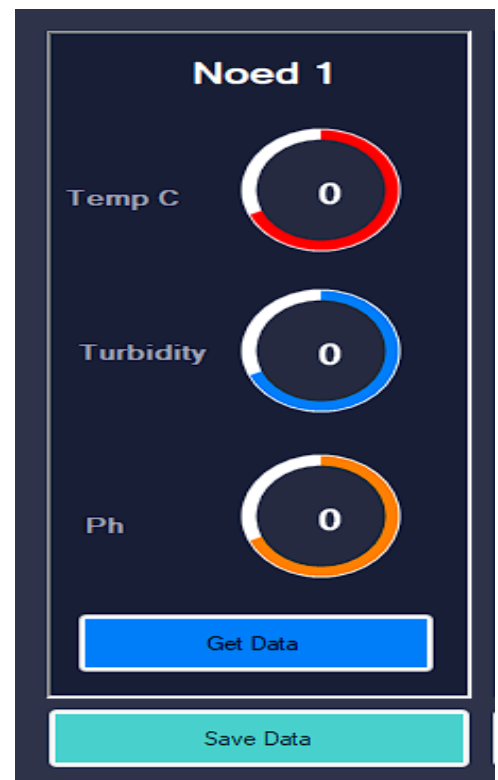 Noed 1
Temp C 0
Turbidity 0
Ph 0
Get Data
Save Data